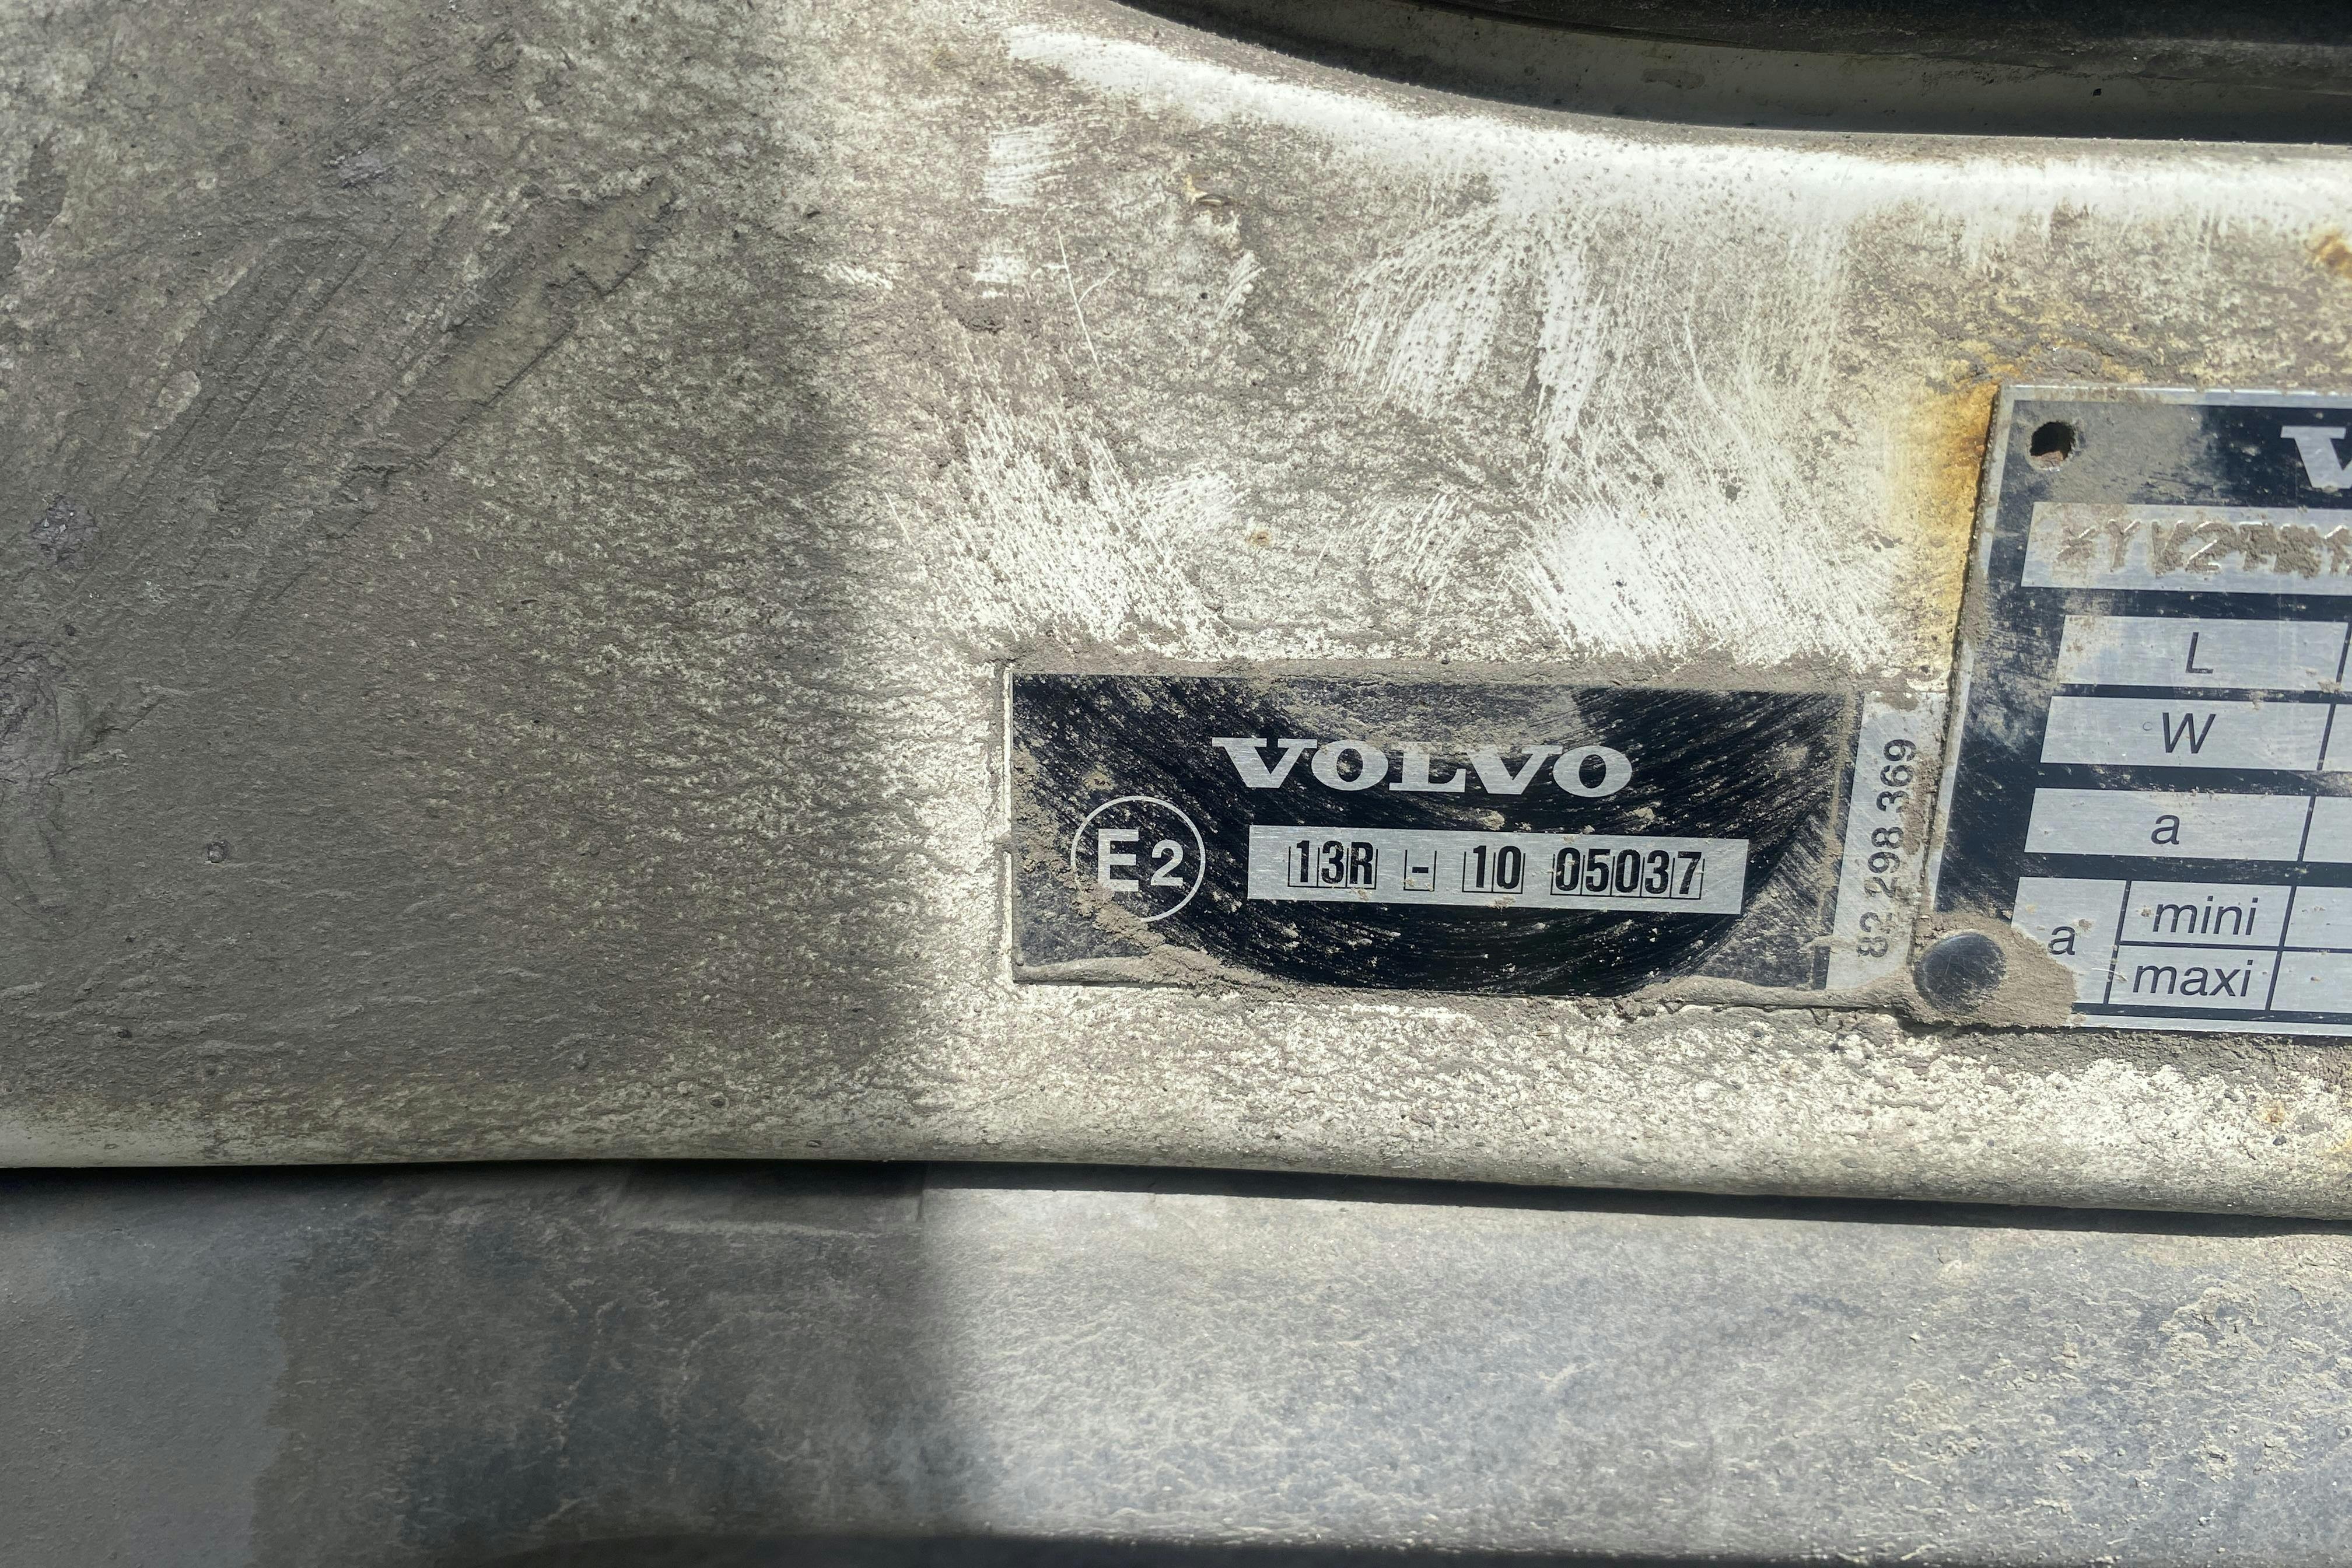 VOLVO
E2
13R - 10 05037
82 298 369
V
L
W
a
a
mini
maxi